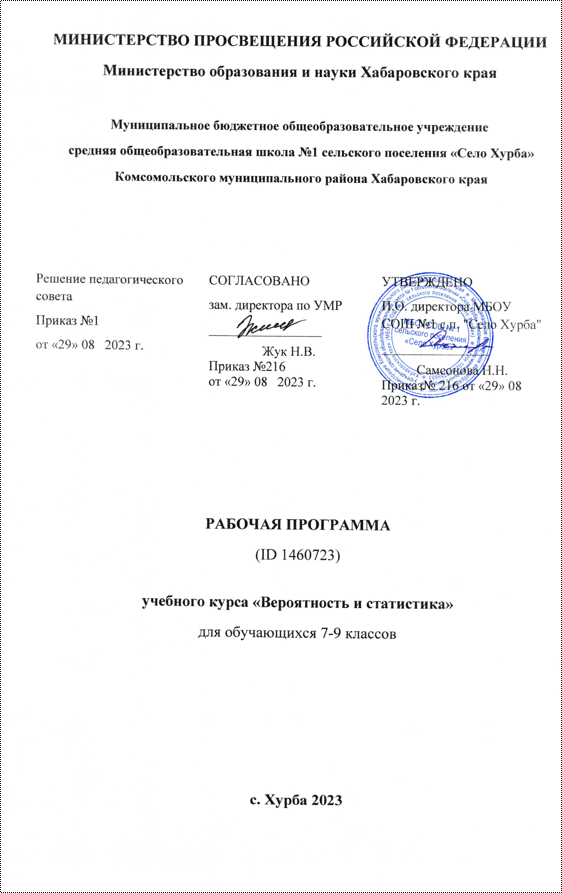 МИНИСТЕРСТВО ПРОСВЕЩЕНИЯ РОССИЙСКОЙ ФЕДЕРАЦИИ
Министерство образования и науки Хабаровского края
Муниципальное бюджетное общеобразовательное учреждение
средняя общеобразовательная школа №1 сельского поселения «Село Хурба»
Комсомольского муниципального района Хабаровского края
Решение педагогического
совета
Приказ №1
от «29» 08 2023 г.
СОГЛАСОВАНО
зам. директора по УМР
Жук Н.В.
Приказ №216
от «29» 08 2023 г.
УТВЕРЖДЕНО
И.О. директора МБОУ
СОШ №1 с.п. "Село Хурба"
Самсонова Н.Н.
Приказ№ 216 от «29» 08
2023 г.
РАБОЧАЯ ПРОГРАММА
(ID 1460723)
учебного курса «Вероятность и статистика»
для обучающихся 7-9 классов
с. Хурба 2023